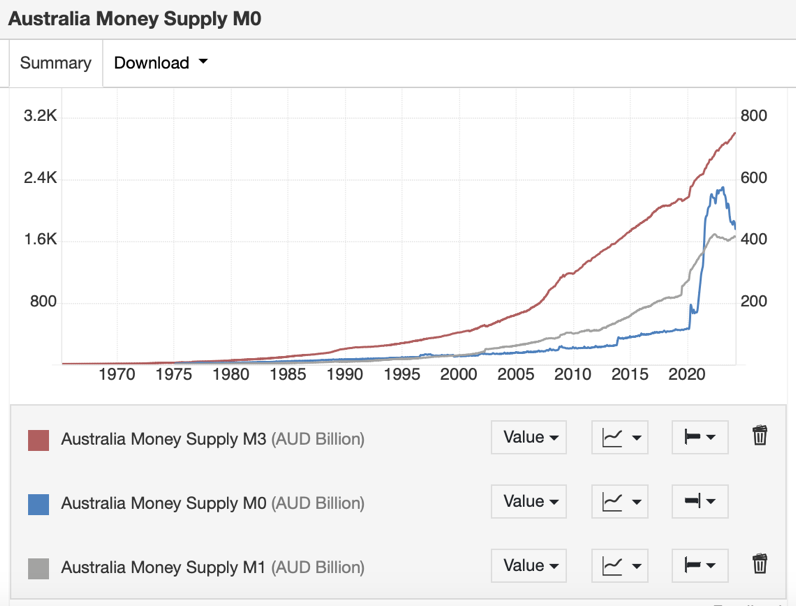 Australia Money Supply M0
Summary Download
3.2K 800
2.4K 600
1.6K 400
800 200
1970 1975 1980 1985 1990 1995 2000 2005 2010 2015 2020
Australia Money Supply M3 (AUD Billion) Value
Australia Money Supply M0 (AUD Billion) Value
Australia Money Supply M1 (AUD Billion) Value